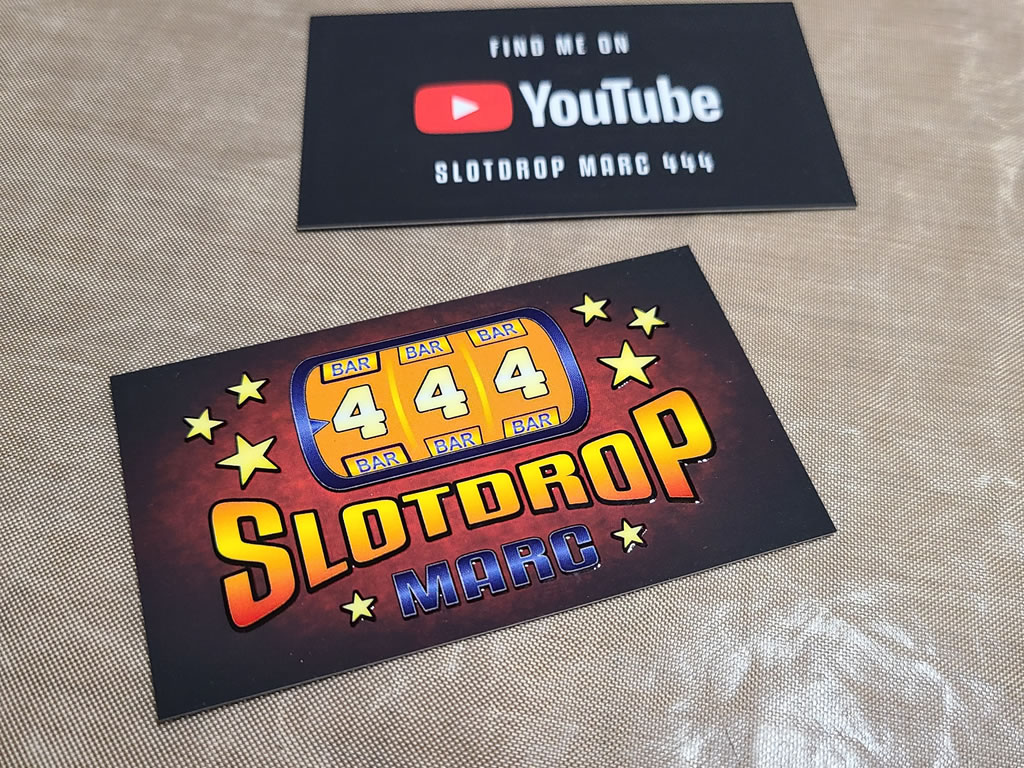 FIND ME ON
YouTube
SLOTDROP MARC 444
BAR BAR BAR
4 4 4
BAR BAR BAR
SLOTDROP
MARC